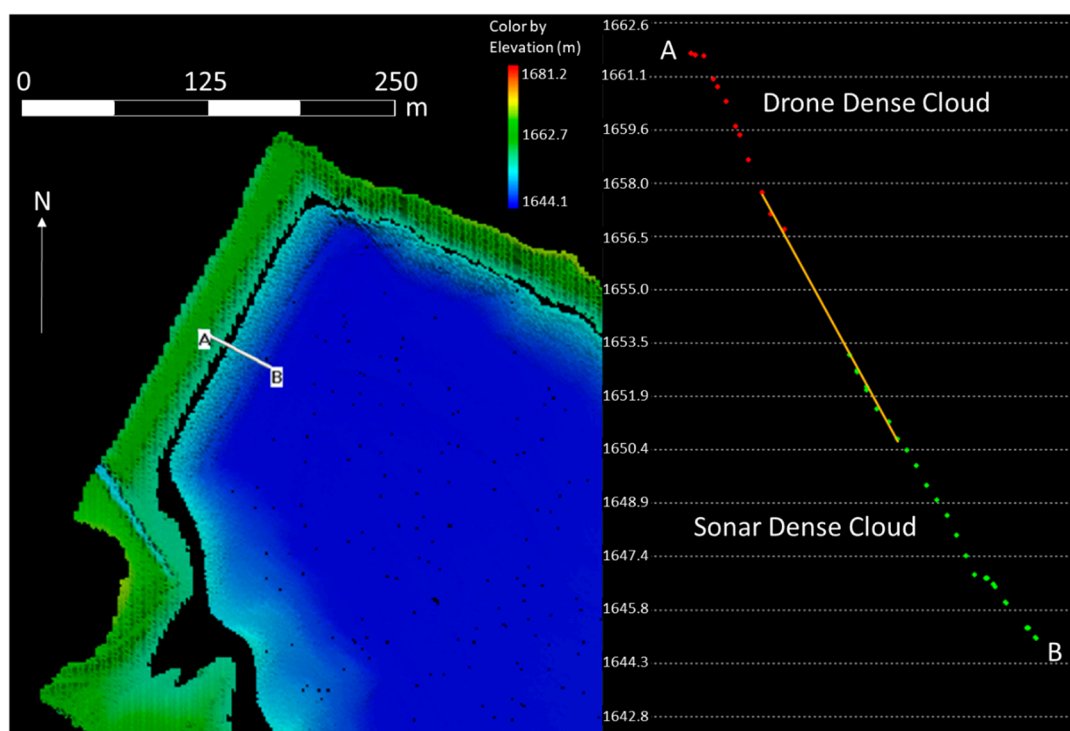 0 125 250
m
N
A
B
Color by
Elevation (m)
1681.2
1662.7
1644.1
1662.6
1661.1
1659.6
1658.0
1656.5
1655.0
1653.5
1651.9
1650.4
1648.9
1647.4
1645.8
1644.3
1642.8
A
Drone Dense Cloud
Sonar Dense Cloud
B